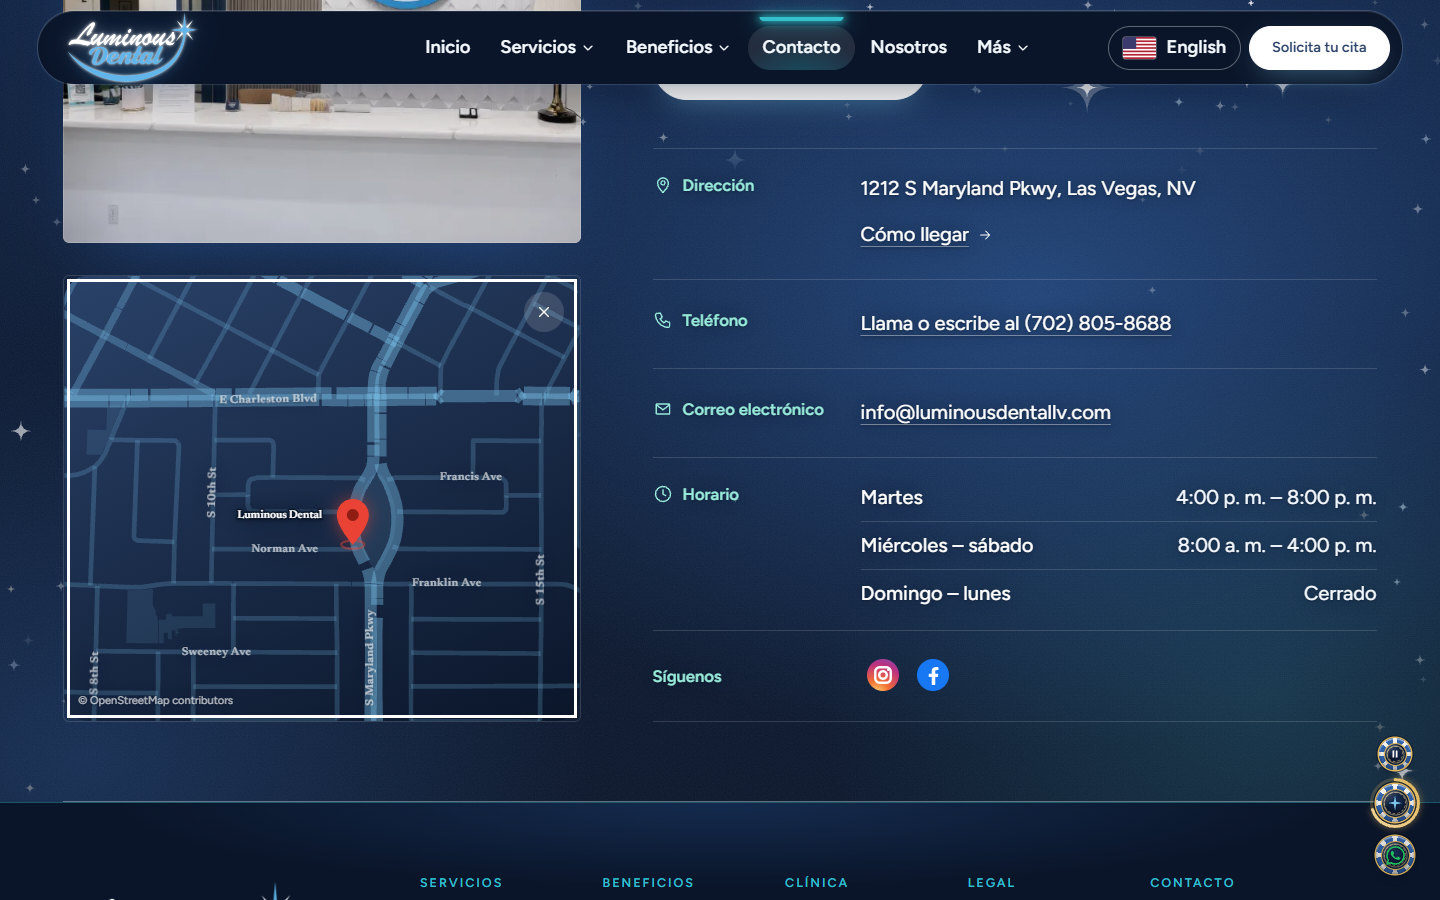 Luminous
Dental
Inicio
Servicios
Beneficios
Contacto
Nosotros
Más
English
Solicita tu cita
Dirección
1212 S Maryland Pkwy, Las Vegas, NV
Cómo llegar →
Teléfono
Llama o escribe al (702) 805-8688
Correo electrónico
info@luminousdentallv.com
Horario
Martes
4:00 p. m. – 8:00 p. m.
Miércoles – sábado
8:00 a. m. – 4:00 p. m.
Domingo – lunes
Cerrado
Síguenos
E Charleston Blvd
Francis Ave
S 10th St
Luminous Dental
Norman Ave
Franklin Ave
S 15th St
S Maryland Pkwy
Sweeney Ave
S 8th St
© OpenStreetMap contributors
SERVICIOS
BENEFICIOS
CLÍNICA
LEGAL
CONTACTO